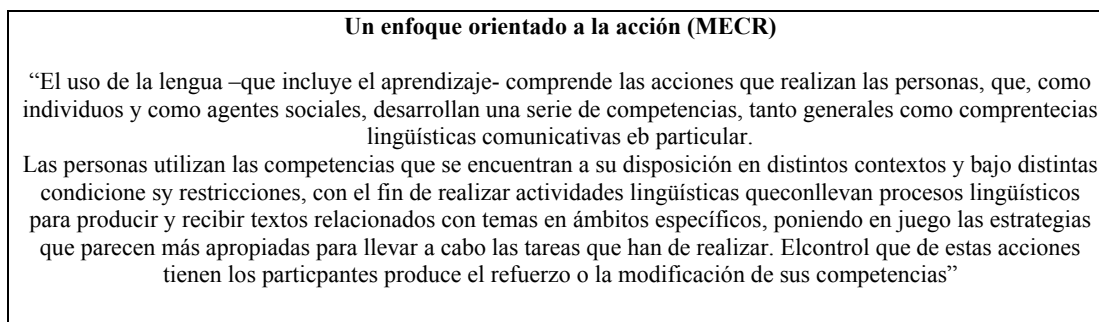 Un enfoque orientado a la acción (MECR)
“El uso de la lengua –que incluye el aprendizaje- comprende las acciones que realizan las personas, que, como
individuos y como agentes sociales, desarrollan una serie de competencias, tanto generales como comprentecias
lingüísticas comunicativas eb particular.
Las personas utilizan las competencias que se encuentran a su disposición en distintos contextos y bajo distintas
condicione sy restricciones, con el fin de realizar actividades lingüísticas queconllevan procesos lingüísticos
para producir y recibir textos relacionados con temas en ámbitos específicos, poniendo en juego las estrategias
que parecen más apropiadas para llevar a cabo las tareas que han de realizar. Elcontrol que de estas acciones
tienen los particpantes produce el refuerzo o la modificación de sus competencias”